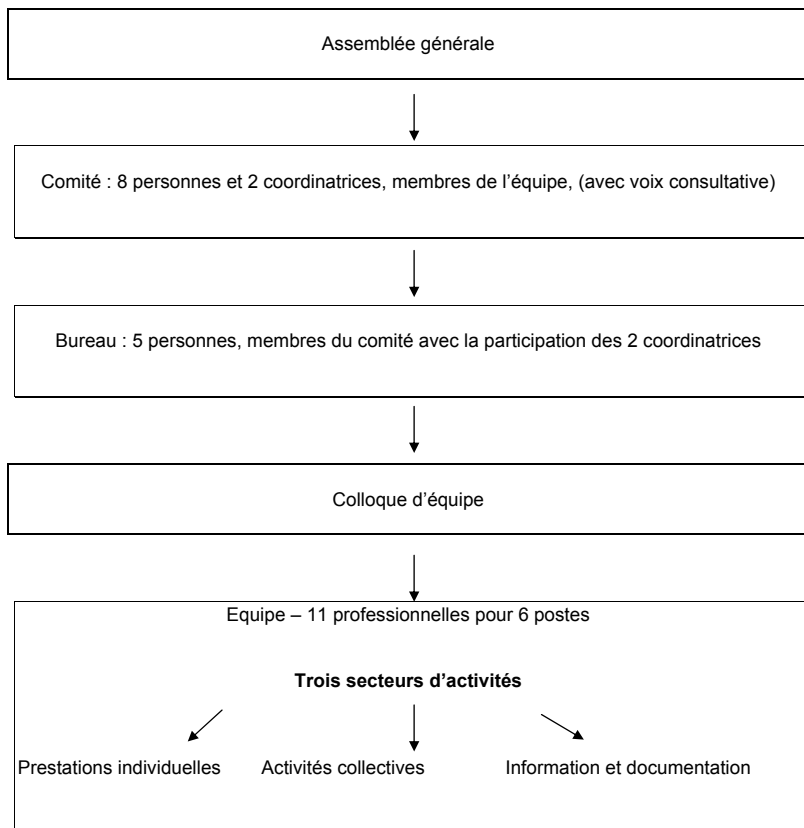 Assemblée générale
Comité : 8 personnes et 2 coordinatrices, membres de l’équipe, (avec voix consultative)
Bureau : 5 personnes, membres du comité avec la participation des 2 coordinatrices
Colloque d’équipe
Equipe – 11 professionnelles pour 6 postes
Trois secteurs d’activités
Prestations individuelles Activités collectives Information et documentation